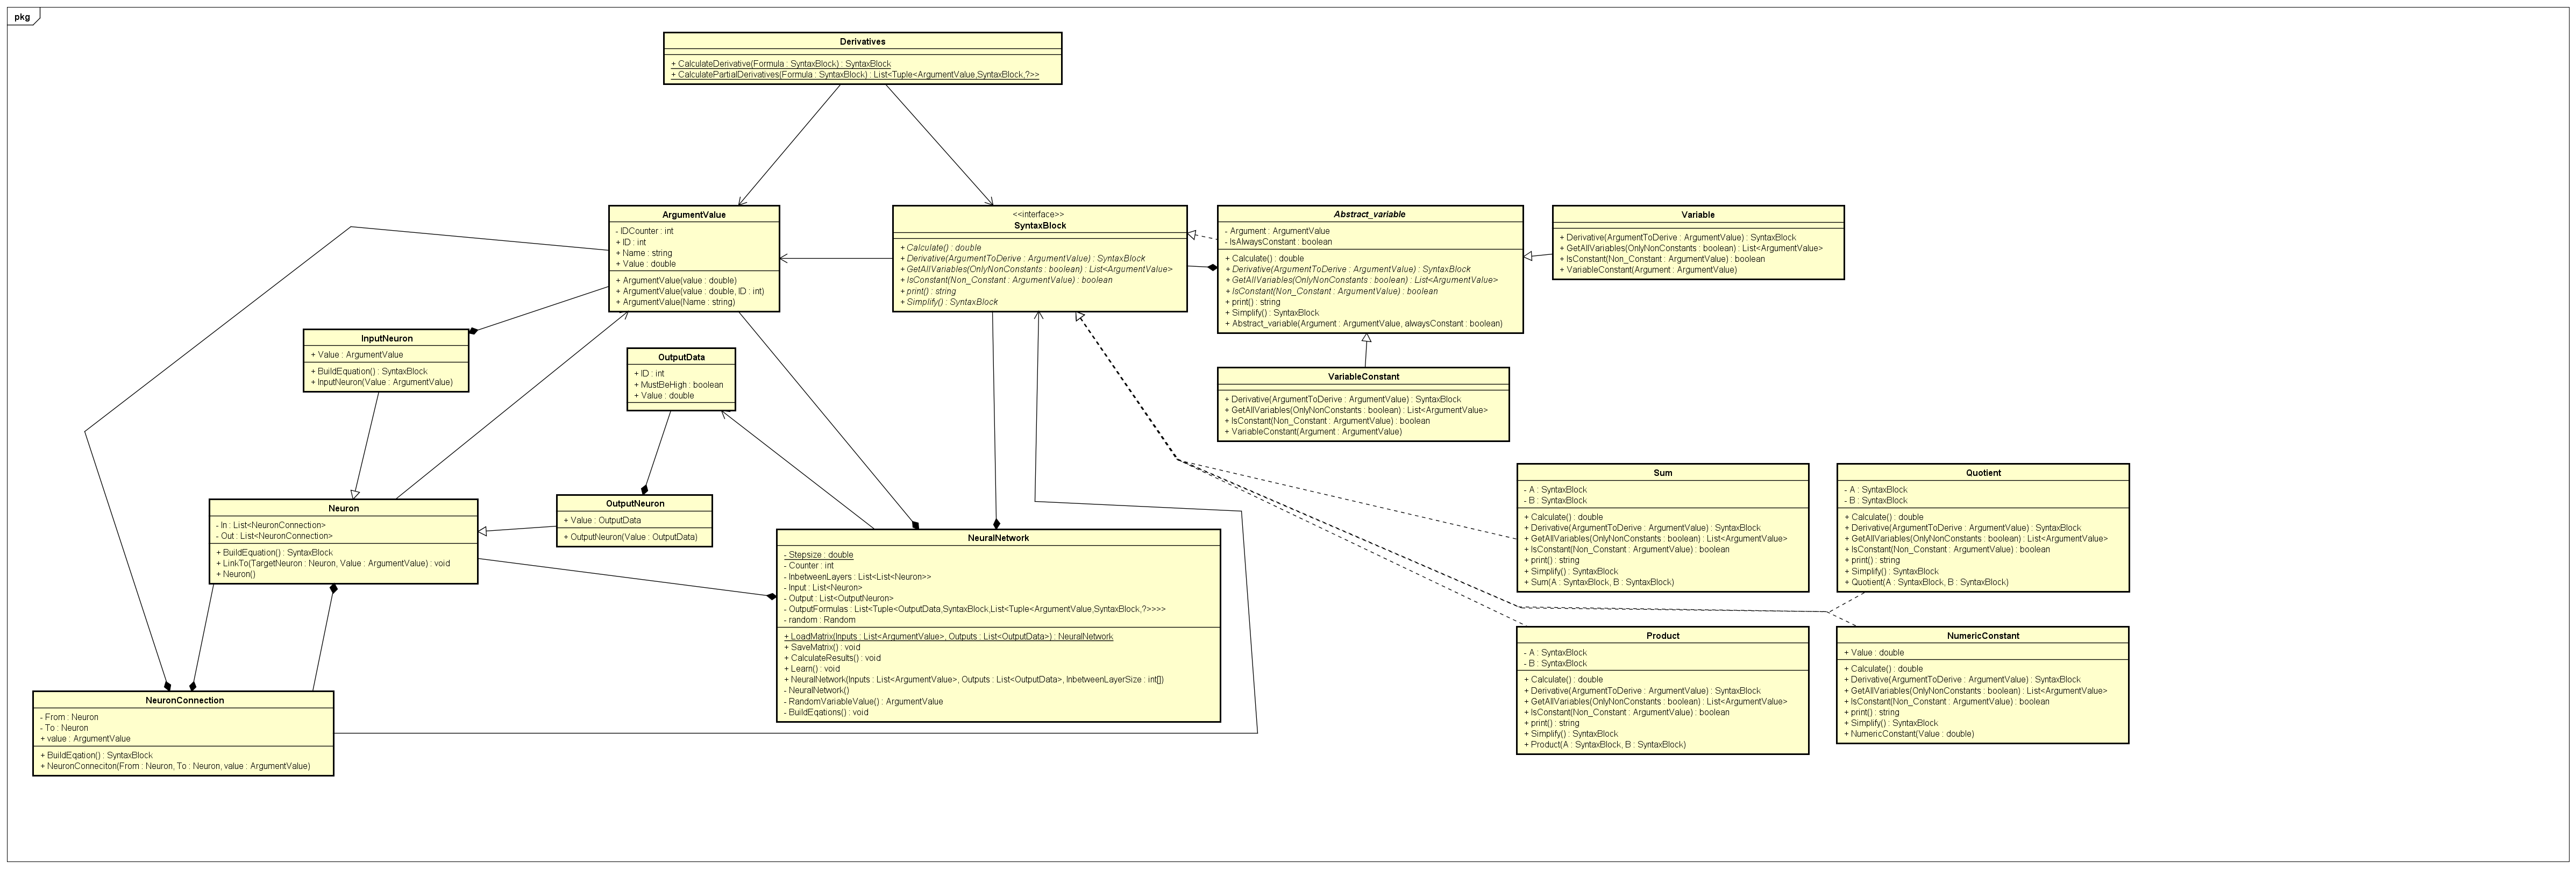 pkg
Derivatives
+ CalculateDerivative(Formula : SyntaxBlock) : SyntaxBlock
+ CalculatePartialDerivatives(Formula : SyntaxBlock) : List<Tuple<ArgumentValue,SyntaxBlock,?>>
ArgumentValue
- IDCounter : int
+ ID : int
+ Name : string
+ Value : double
+ ArgumentValue(value : double)
+ ArgumentValue(value : double, ID : int)
+ ArgumentValue(Name : string)
<<interface>>
SyntaxBlock
+ Calculate() : double
+ Derivative(ArgumentToDerive : ArgumentValue) : SyntaxBlock
+ GetAllVariables(OnlyNonConstants : boolean) : List<ArgumentValue>
+ IsConstant(Non_Constant : ArgumentValue) : boolean
+ print() : string
+ Simplify() : SyntaxBlock
Abstract_variable
- Argument : ArgumentValue
- IsAlwaysConstant : boolean
+ Calculate() : double
+ Derivative(ArgumentToDerive : ArgumentValue) : SyntaxBlock
+ GetAllVariables(OnlyNonConstants : boolean) : List<ArgumentValue>
+ IsConstant(Non_Constant : ArgumentValue) : boolean
+ print() : string
+ Simplify() : SyntaxBlock
+ Abstract_variable(Argument : ArgumentValue, alwaysConstant : boolean)
Variable
+ Derivative(ArgumentToDerive : ArgumentValue) : SyntaxBlock
+ GetAllVariables(OnlyNonConstants : boolean) : List<ArgumentValue>
+ IsConstant(Non_Constant : ArgumentValue) : boolean
+ VariableConstant(Argument : ArgumentValue)
InputNeuron
+ Value : ArgumentValue
+ BuildEquation() : SyntaxBlock
+ InputNeuron(Value : ArgumentValue)
OutputData
+ ID : int
+ MustBeHigh : boolean
+ Value : double
VariableConstant
+ Derivative(ArgumentToDerive : ArgumentValue) : SyntaxBlock
+ GetAllVariables(OnlyNonConstants : boolean) : List<ArgumentValue>
+ IsConstant(Non_Constant : ArgumentValue) : boolean
+ VariableConstant(Argument : ArgumentValue)
Neuron
- In : List<NeuronConnection>
- Out : List<NeuronConnection>
+ BuildEquation() : SyntaxBlock
+ LinkTo(TargetNeuron : Neuron, Value : ArgumentValue) : void
+ Neuron()
OutputNeuron
+ Value : OutputData
+ OutputNeuron(Value : OutputData)
NeuralNetwork
- Stepsize : double
- Counter : int
- InbetweenLayers : List<List<Neuron>>
- Input : List<Neuron>
- Output : List<OutputNeuron>
- OutputFormulas : List<Tuple<OutputData,SyntaxBlock,List<Tuple<ArgumentValue,SyntaxBlock,?>>>>
- random : Random
+ LoadMatrix(Inputs : List<ArgumentValue>, Outputs : List<OutputData>) : NeuralNetwork
+ SaveMatrix() : void
+ CalculateResults() : void
+ Learn() : void
+ NeuralNetwork(Inputs : List<ArgumentValue>, Outputs : List<OutputData>, InbetweenLayerSize : int[])
- NeuralNetwork()
- RandomVariableValue() : ArgumentValue
- BuildEqations() : void
Sum
- A : SyntaxBlock
- B : SyntaxBlock
+ Calculate() : double
+ Derivative(ArgumentToDerive : ArgumentValue) : SyntaxBlock
+ GetAllVariables(OnlyNonConstants : boolean) : List<ArgumentValue>
+ IsConstant(Non_Constant : ArgumentValue) : boolean
+ print() : string
+ Simplify() : SyntaxBlock
+ Sum(A : SyntaxBlock, B : SyntaxBlock)
Quotient
- A : SyntaxBlock
- B : SyntaxBlock
+ Calculate() : double
+ Derivative(ArgumentToDerive : ArgumentValue) : SyntaxBlock
+ GetAllVariables(OnlyNonConstants : boolean) : List<ArgumentValue>
+ IsConstant(Non_Constant : ArgumentValue) : boolean
+ print() : string
+ Simplify() : SyntaxBlock
+ Quotient(A : SyntaxBlock, B : SyntaxBlock)
NeuronConnection
- From : Neuron
- To : Neuron
+ value : ArgumentValue
+ BuildEqation() : SyntaxBlock
+ NeuronConneciton(From : Neuron, To : Neuron, value : ArgumentValue)
Product
- A : SyntaxBlock
- B : SyntaxBlock
+ Calculate() : double
+ Derivative(ArgumentToDerive : ArgumentValue) : SyntaxBlock
+ GetAllVariables(OnlyNonConstants : boolean) : List<ArgumentValue>
+ IsConstant(Non_Constant : ArgumentValue) : boolean
+ print() : string
+ Simplify() : SyntaxBlock
+ Product(A : SyntaxBlock, B : SyntaxBlock)
NumericConstant
+ Value : double
+ Calculate() : double
+ Derivative(ArgumentToDerive : ArgumentValue) : SyntaxBlock
+ GetAllVariables(OnlyNonConstants : boolean) : List<ArgumentValue>
+ IsConstant(Non_Constant : ArgumentValue) : boolean
+ print() : string
+ Simplify() : SyntaxBlock
+ NumericConstant(Value : double)